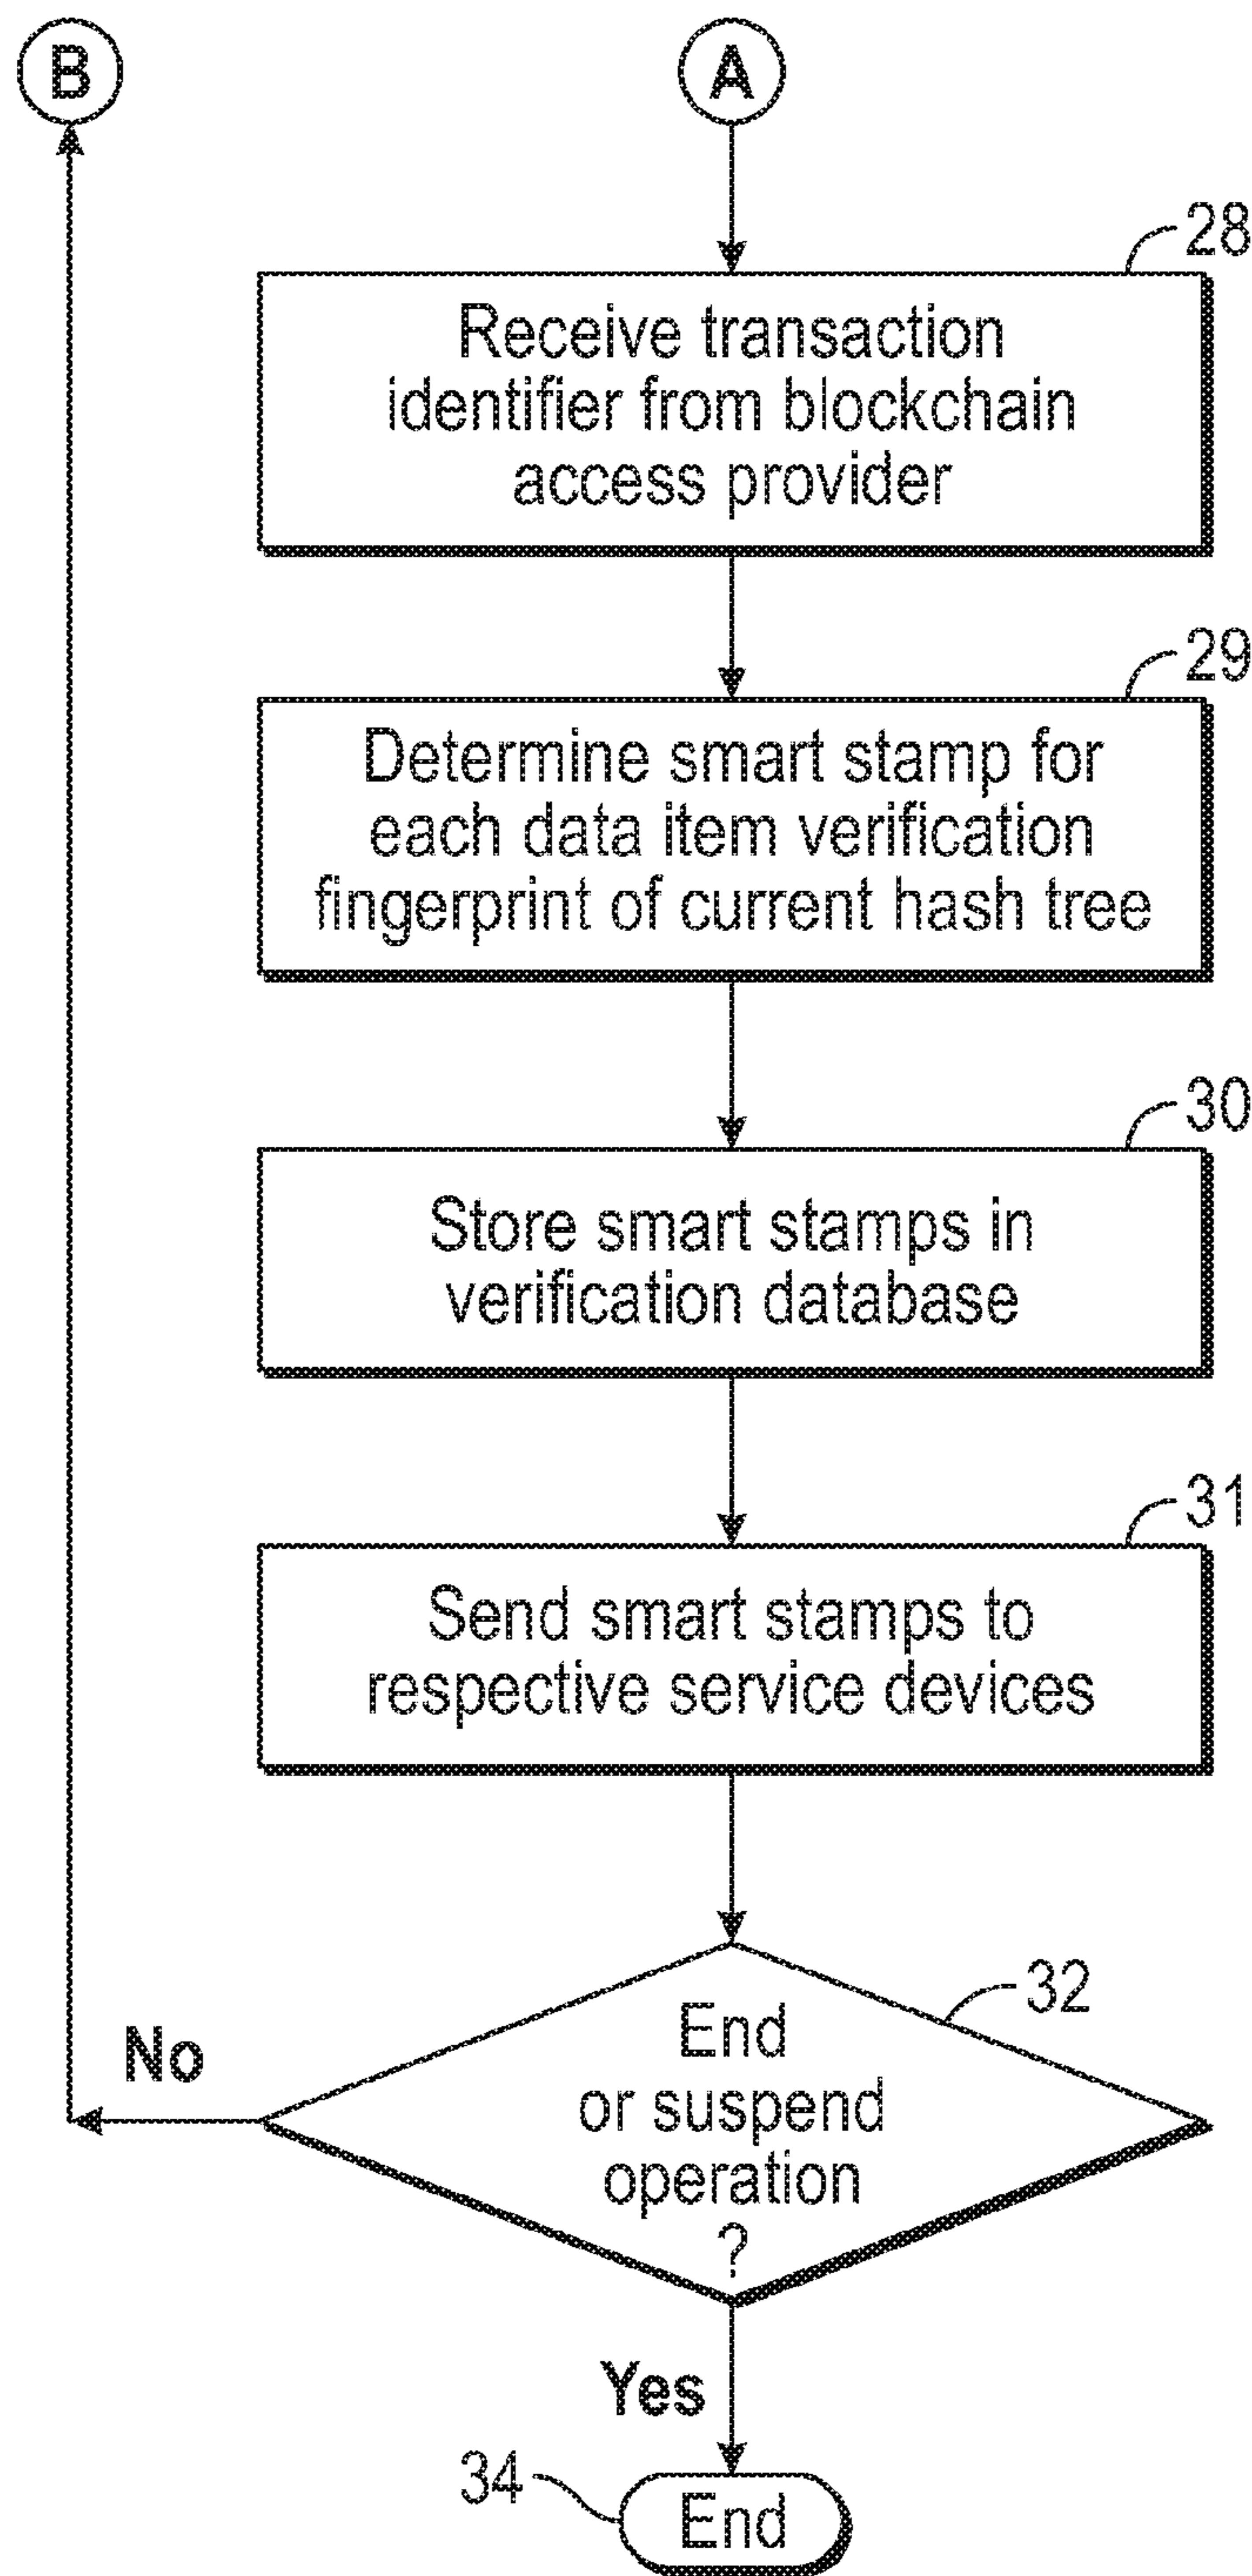 B
A
28
Receive transaction
identifier from blockchain
access provider
29
Determine smart stamp for
each data item verification
fingerprint of current hash tree
30
Store smart stamps in
verification database
31
Send smart stamps to
respective service devices
32
End
or suspend
operation
?
No
Yes
34
End